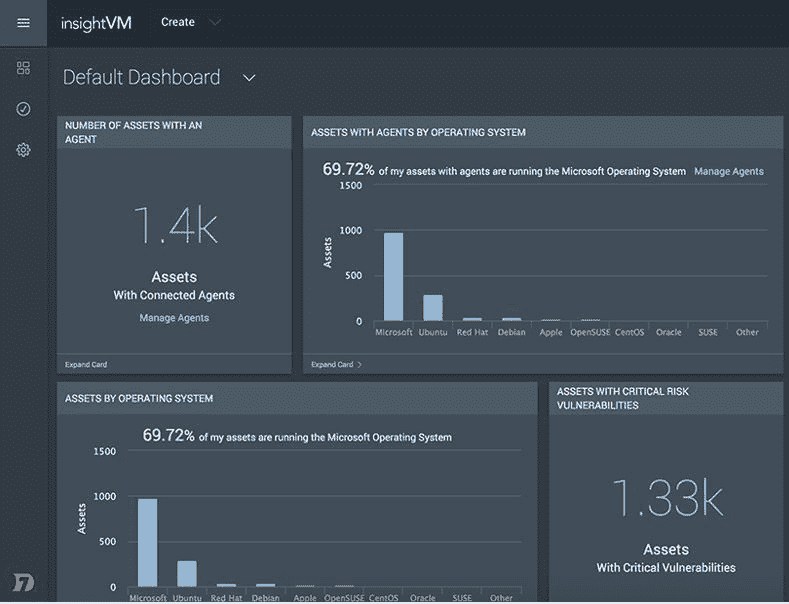 insightVM
Create
Default Dashboard
NUMBER OF ASSETS WITH AN
AGENT
1.4k
Assets
With Connected Agents
Manage Agents
Expand Card
ASSETS WITH AGENTS BY OPERATING SYSTEM
69.72% of my assets with agents are running the Microsoft Operating System Manage Agents
1500
1000
500
0
Assets
Microsoft Ubuntu Red Hat Debian Apple OpenSUSE CentOS Oracle SUSE Other
Expand Card
ASSETS BY OPERATING SYSTEM
69.72% of my assets are running the Microsoft Operating System
1500
1000
500
0
Assets
Microsoft Ubuntu Red Hat Debian Apple OpenSUSE CentOS Oracle SUSE Other
ASSETS WITH CRITICAL RISK
VULNERABILITIES
1.33k
Assets
With Critical Vulnerabilities